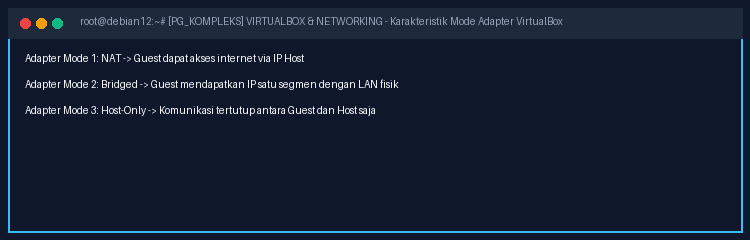 root@debian12:~# [PG_KOMPLEKS] VIRTUALBOX & NETWORKING - Karakteristik Mode Adapter VirtualBox
Adapter Mode 1: NAT -> Guest dapat akses internet via IP Host
Adapter Mode 2: Bridged -> Guest mendapatkan IP satu segmen dengan LAN fisik
Adapter Mode 3: Host-Only -> Komunikasi tertutup antara Guest dan Host saja